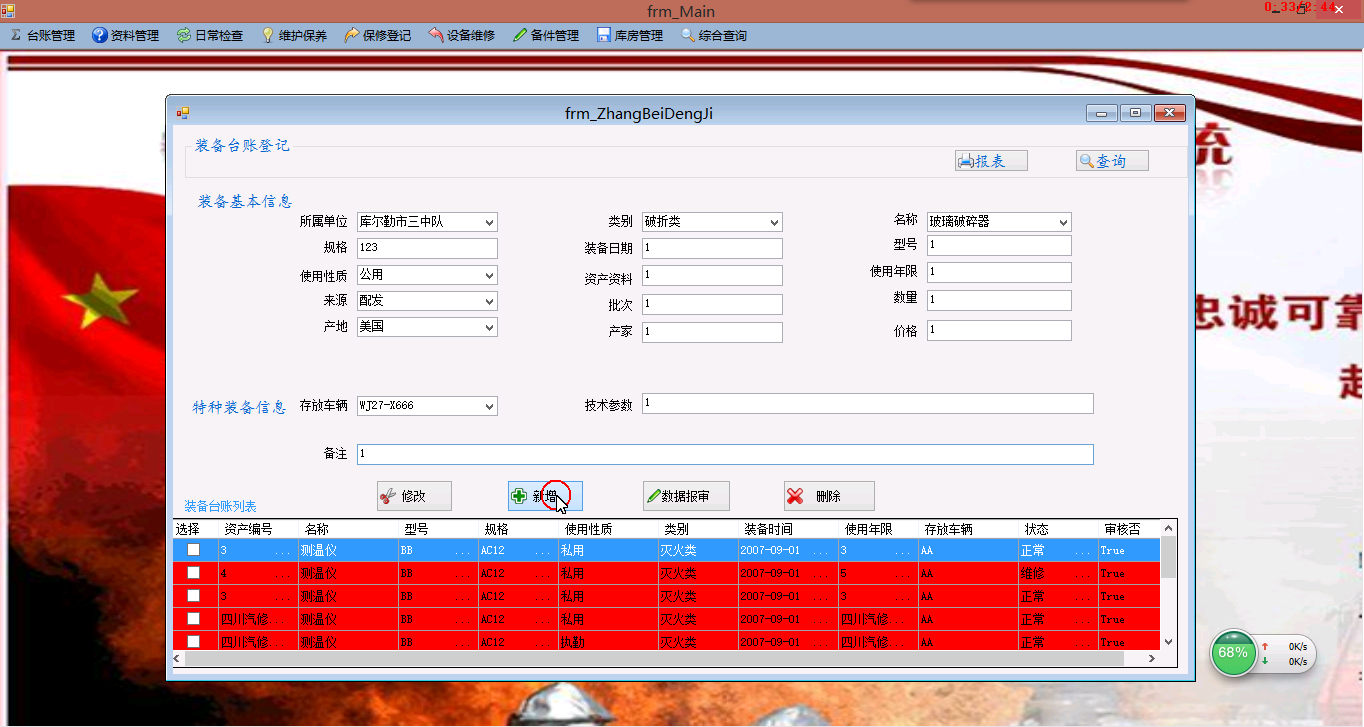 frm_Main
0:33/2:44
台账管理 资料管理 日常检查 维护保养 保修登记 设备维修 备件管理 库房管理 综合查询
frm_ZhangBeiDengJi
装备台账登记
报表 查询
装备基本信息
所属单位 库尔勒市三中队 类别 破折类 名称 玻璃破碎器
规格 123 装备日期 1 型号 1
使用性质 公用 资产资料 1 使用年限 1
来源 配发 批次 1 数量 1
产地 美国 产家 1 价格 1
忠诚可靠
特种装备信息 存放车辆 WJ27-X666 技术参数 1
备注 1
修改 新增 数据报审 删除
装备台账列表
选择 资产编号 名称 型号 规格 使用性质 类别 装备时间 使用年限 存放车辆 状态 审核否
3 ... 测温仪 BB ... AC12 ... 私用 灭火类 2007-09-01 ... 3 ... AA 正常 ... True
4 ... 测温仪 BB ... AC12 ... 私用 灭火类 2007-09-01 ... 5 ... AA 维修 ... True
3 ... 测温仪 BB ... AC12 ... 私用 灭火类 2007-09-01 ... 3 ... AA 正常 ... True
四川汽修... 测温仪 BB ... AC12 ... 私用 灭火类 2007-09-01 ... 四川汽修... AA 正常 ... True
四川汽修... 测温仪 BB ... AC12 ... 执勤 灭火类 2007-09-01 ... 四川汽修... AA 正常 ... True
68% 0K/s
0K/s